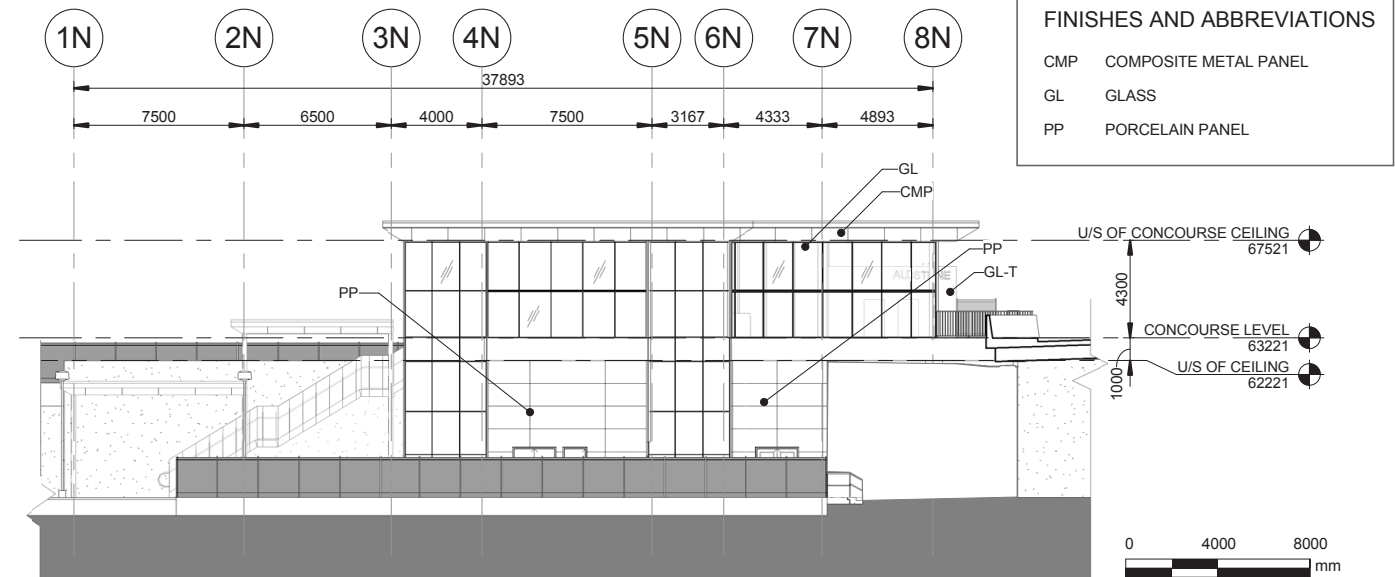 1N 2N 3N 4N 5N 6N 7N 8N
37893
7500 6500 4000 7500 3167 4333 4893
FINISHES AND ABBREVIATIONS
CMP COMPOSITE METAL PANEL
GL GLASS
PP PORCELAIN PANEL
GL
CMP
PP
GL-T
PP
U/S OF CONCOURSE CEILING
67521
4300
CONCOURSE LEVEL
63221
U/S OF CEILING
62221
1000
0 4000 8000
mm